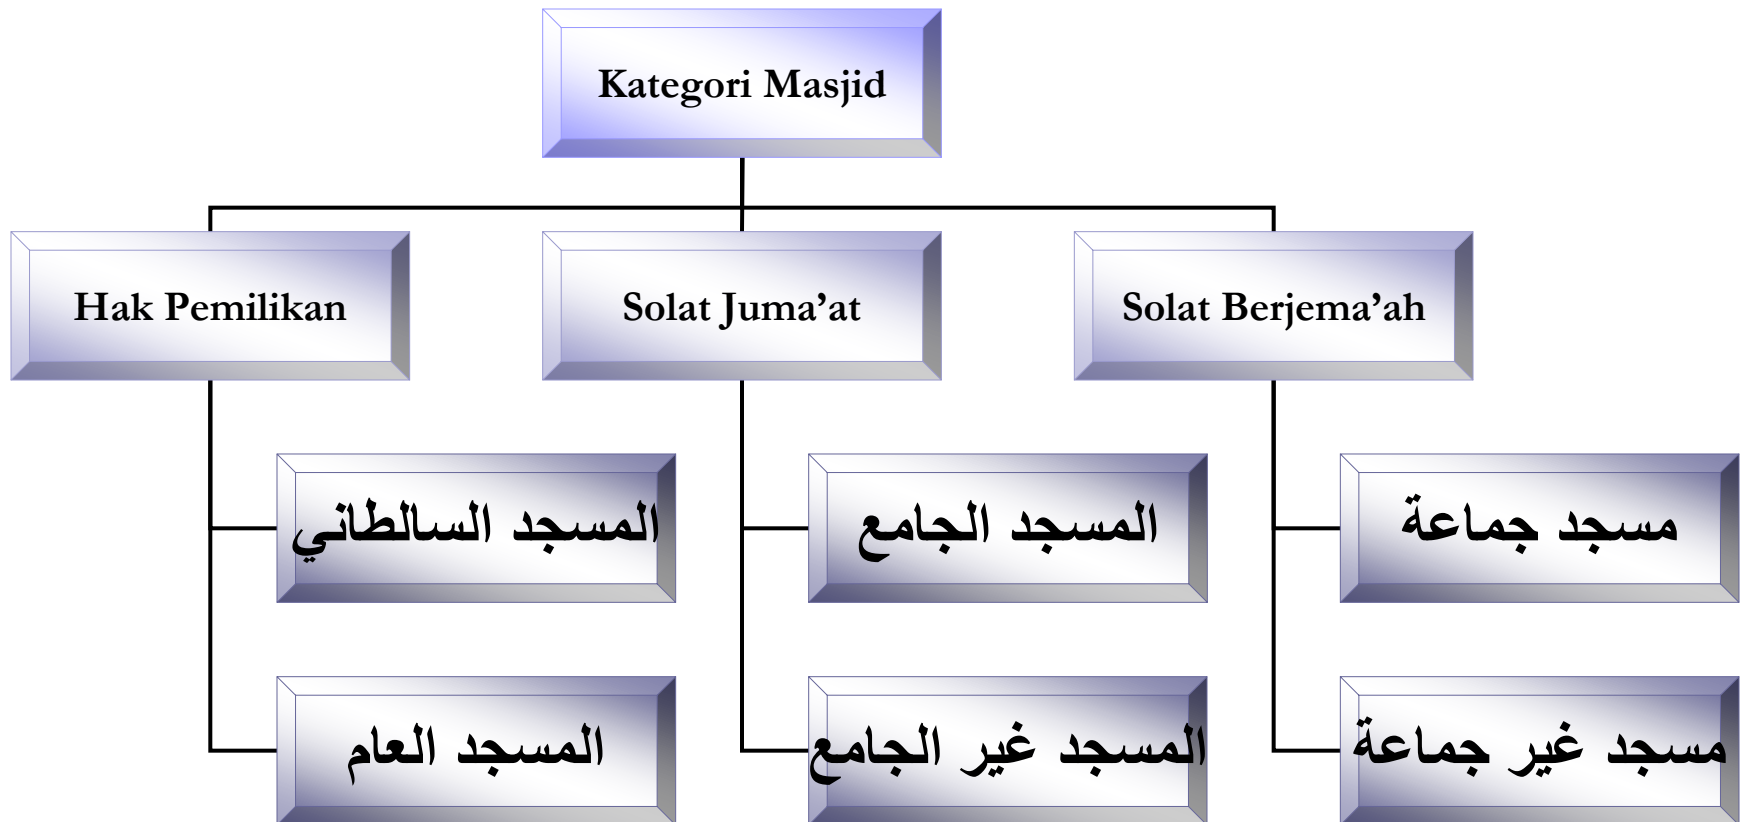 Kategori Masjid
Hak Pemilikan
Solat Juma’at
Solat Berjema’ah
المسجد السالطاني
المسجد الجامع
مسجد جماعة
المسجد العام
المسجد غير الجامع
مسجد غير جماعة